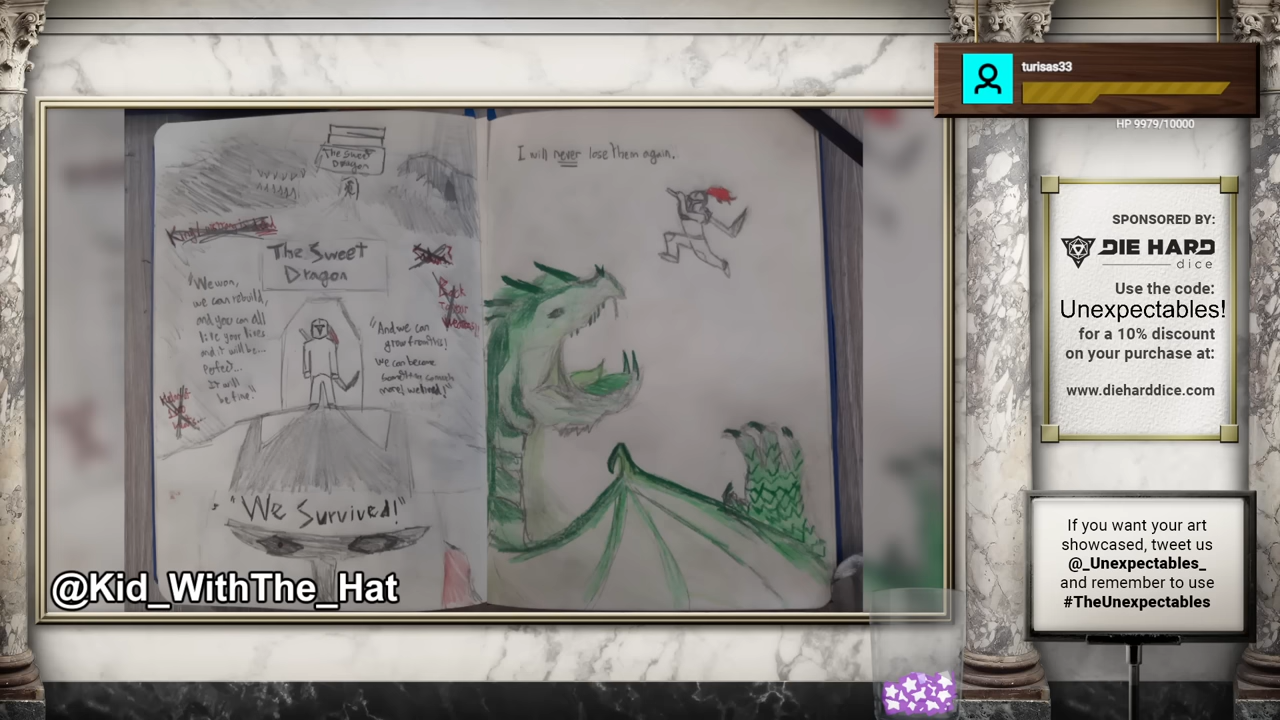 turisas33
HP 9979/10000
SPONSORED BY:
DIE HARD
dice
Use the code:
Unexpectables!
for a 10% discount
on your purchase at:
www.dieharddice.com
If you want your art
showcased, tweet us
@_Unexpectables_
and remember to use
#TheUnexpectables
The Sweet
Dragon
The Sweet
Dragon
"We won,
we can rebuild,
and you can all
live your lives
and it will be...
Perfect...
It will
be fine."
Back
to your
"And we can
grow from this!
we can become
"We Survived!"
I will never lose them again.
@Kid_WithThe_Hat